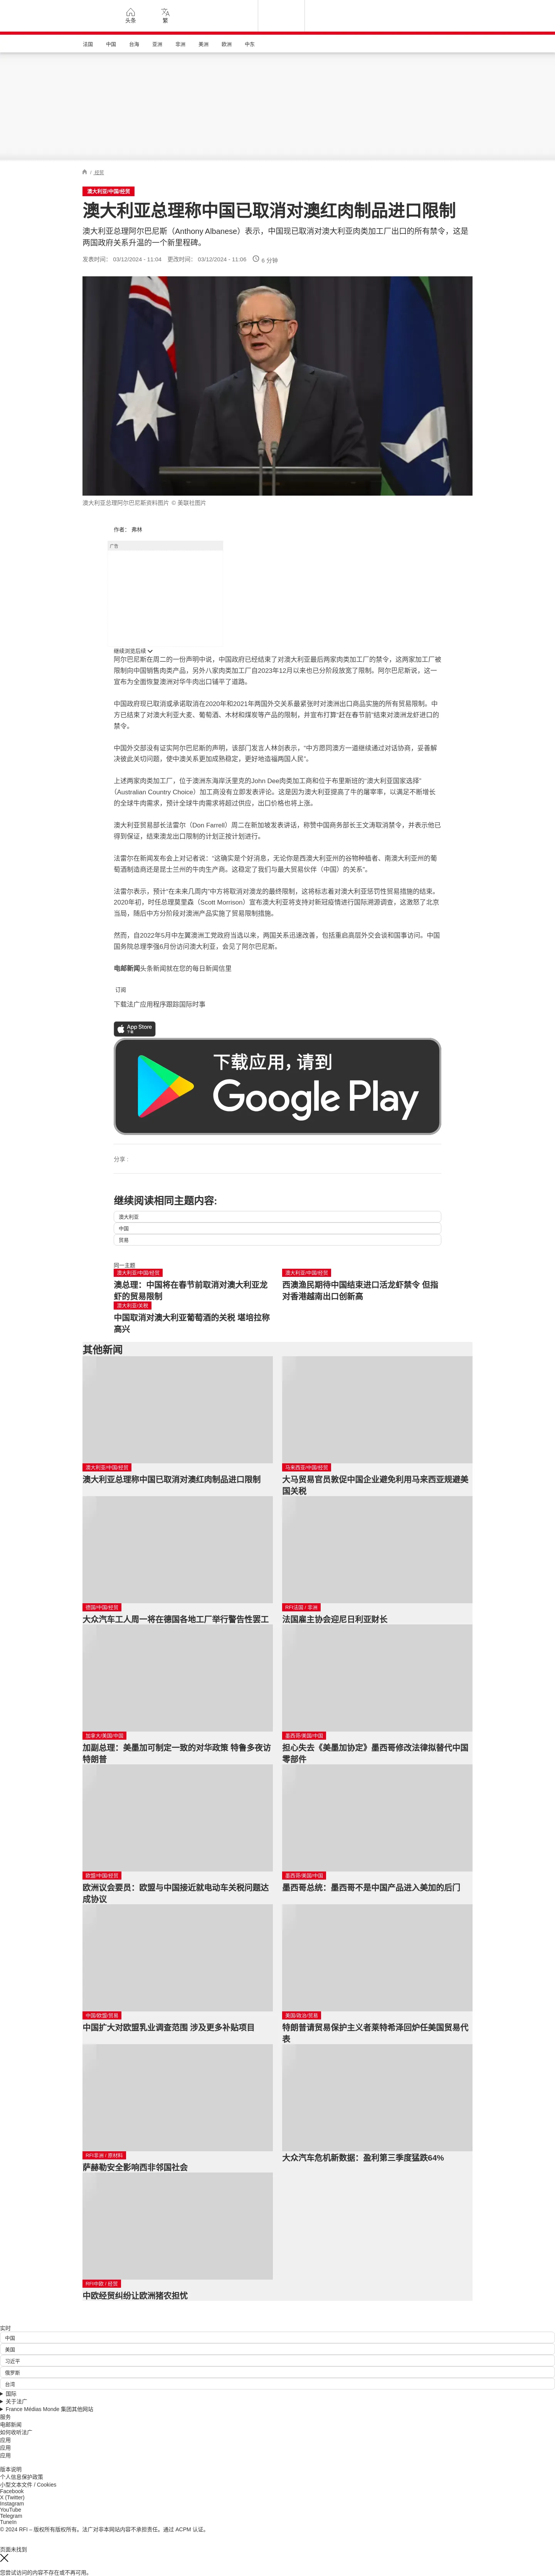 头条
繁
法国
中国
台海
亚洲
非洲
美洲
欧洲
中东
/ 经贸
澳大利亚/中国/经贸
澳大利亚总理称中国已取消对澳红肉制品进口限制
澳大利亚总理阿尔巴尼斯（Anthony Albanese）表示，中国现已取消对澳大利亚肉类加工厂出口的所有禁令，这是
两国政府关系升温的一个新里程碑。
发表时间： 03/12/2024 - 11:04 更改时间： 03/12/2024 - 11:06 6 分钟
澳大利亚总理阿尔巴尼斯资料图片 © 美联社图片
作者： 弗林
广告
继续浏览后续
阿尔巴尼斯在周二的一份声明中说，中国政府已经结束了对澳大利亚最后两家肉类加工厂的禁令，这两家加工厂被
限制向中国销售肉类产品，另外八家肉类加工厂自2023年12月以来也已分阶段放宽了限制。阿尔巴尼斯说，这一
宣布为全面恢复澳洲对华牛肉出口铺平了道路。
中国政府现已取消或承诺取消在2020年和2021年两国外交关系最紧张时对澳洲出口商品实施的所有贸易限制。中
方已结束了对澳大利亚大麦、葡萄酒、木材和煤炭等产品的限制，并宣布打算“赶在春节前”结束对澳洲龙虾进口的
禁令。
中国外交部没有证实阿尔巴尼斯的声明，该部门发言人林剑表示，“中方愿同澳方一道继续通过对话协商，妥善解
决彼此关切问题，使中澳关系更加成熟稳定，更好地造福两国人民”。
上述两家肉类加工厂，位于澳洲东海岸沃里克的John Dee肉类加工商和位于布里斯班的“澳大利亚国家选择”
（Australian Country Choice）加工商没有立即发表评论。这是因为澳大利亚提高了牛的屠宰率，以满足不断增长
的全球牛肉需求，预计全球牛肉需求将超过供应，出口价格也将上涨。
澳大利亚贸易部长法雷尔（Don Farrell）周二在新加坡发表讲话，称赞中国商务部长王文涛取消禁令，并表示他已
得到保证，结束澳龙出口限制的计划正按计划进行。
法雷尔在新闻发布会上对记者说：“这确实是个好消息，无论你是西澳大利亚州的谷物种植者、南澳大利亚州的葡
萄酒制造商还是昆士兰州的牛肉生产商。这稳定了我们与最大贸易伙伴（中国）的关系”。
法雷尔表示，预计“在未来几周内”中方将取消对澳龙的最终限制，这将标志着对澳大利亚惩罚性贸易措施的结束。
2020年初，时任总理莫里森（Scott Morrison）宣布澳大利亚将支持对新冠疫情进行国际溯源调查，这激怒了北京
当局，随后中方分阶段对澳洲产品实施了贸易限制措施。
然而，自2022年5月中左翼澳洲工党政府当选以来，两国关系迅速改善，包括重启高层外交会谈和国事访问。中国
国务院总理李强6月份访问澳大利亚，会见了阿尔巴尼斯。
电邮新闻头条新闻就在您的每日新闻信里
订阅
下载法广应用程序跟踪国际时事
App Store
下载
下载应用，请到
Google Play
分享 :
继续阅读相同主题内容:
澳大利亚
中国
贸易
同一主题
澳大利亚/中国/经贸
澳总理：中国将在春节前取消对澳大利亚龙
虾的贸易限制
澳大利亚/中国/经贸
西澳渔民期待中国结束进口活龙虾禁令 但指
对香港越南出口创新高
澳大利亚/关税
中国取消对澳大利亚葡萄酒的关税 堪培拉称
高兴
其他新闻
澳大利亚/中国/经贸
澳大利亚总理称中国已取消对澳红肉制品进口限制
马来西亚/中国/经贸
大马贸易官员敦促中国企业避免利用马来西亚规避美
国关税
德国/中国/经贸
大众汽车工人周一将在德国各地工厂举行警告性罢工
RFI法国 / 非洲
法国雇主协会迎尼日利亚财长
加拿大/美国/中国
加副总理：美墨加可制定一致的对华政策 特鲁多夜访
特朗普
墨西哥/美国/中国
担心失去《美墨加协定》墨西哥修改法律拟替代中国
零部件
欧盟/中国/经贸
欧洲议会要员：欧盟与中国接近就电动车关税问题达
成协议
墨西哥/美国/中国
墨西哥总统：墨西哥不是中国产品进入美加的后门
中国/欧盟/贸易
中国扩大对欧盟乳业调查范围 涉及更多补贴项目
美国/政治/贸易
特朗普请贸易保护主义者莱特希泽回炉任美国贸易代
表
RFI非洲 / 资材料
萨赫勒安全影响西非邻国社会
大众汽车危机新数据：盈利第三季度猛跌64%
RFI中欧 / 经贸
中欧经贸纠纷让欧洲猪农担忧
实时
中国
美国
习近平
俄罗斯
台湾
国际
关于法广
France Médias Monde 集团其他网站
服务
电邮新闻
如何收听法广
应用
应用
应用
版本说明
个人信息保护政策
小型文本文件 / Cookies
Facebook
X (Twitter)
Instagram
YouTube
Telegram
TuneIn
© 2024 RFI – 版权所有版权所有。法广对非本网站内容不承担责任。通过 ACPM 认证。
页面未找到
您尝试访问的内容不存在或不再可用。